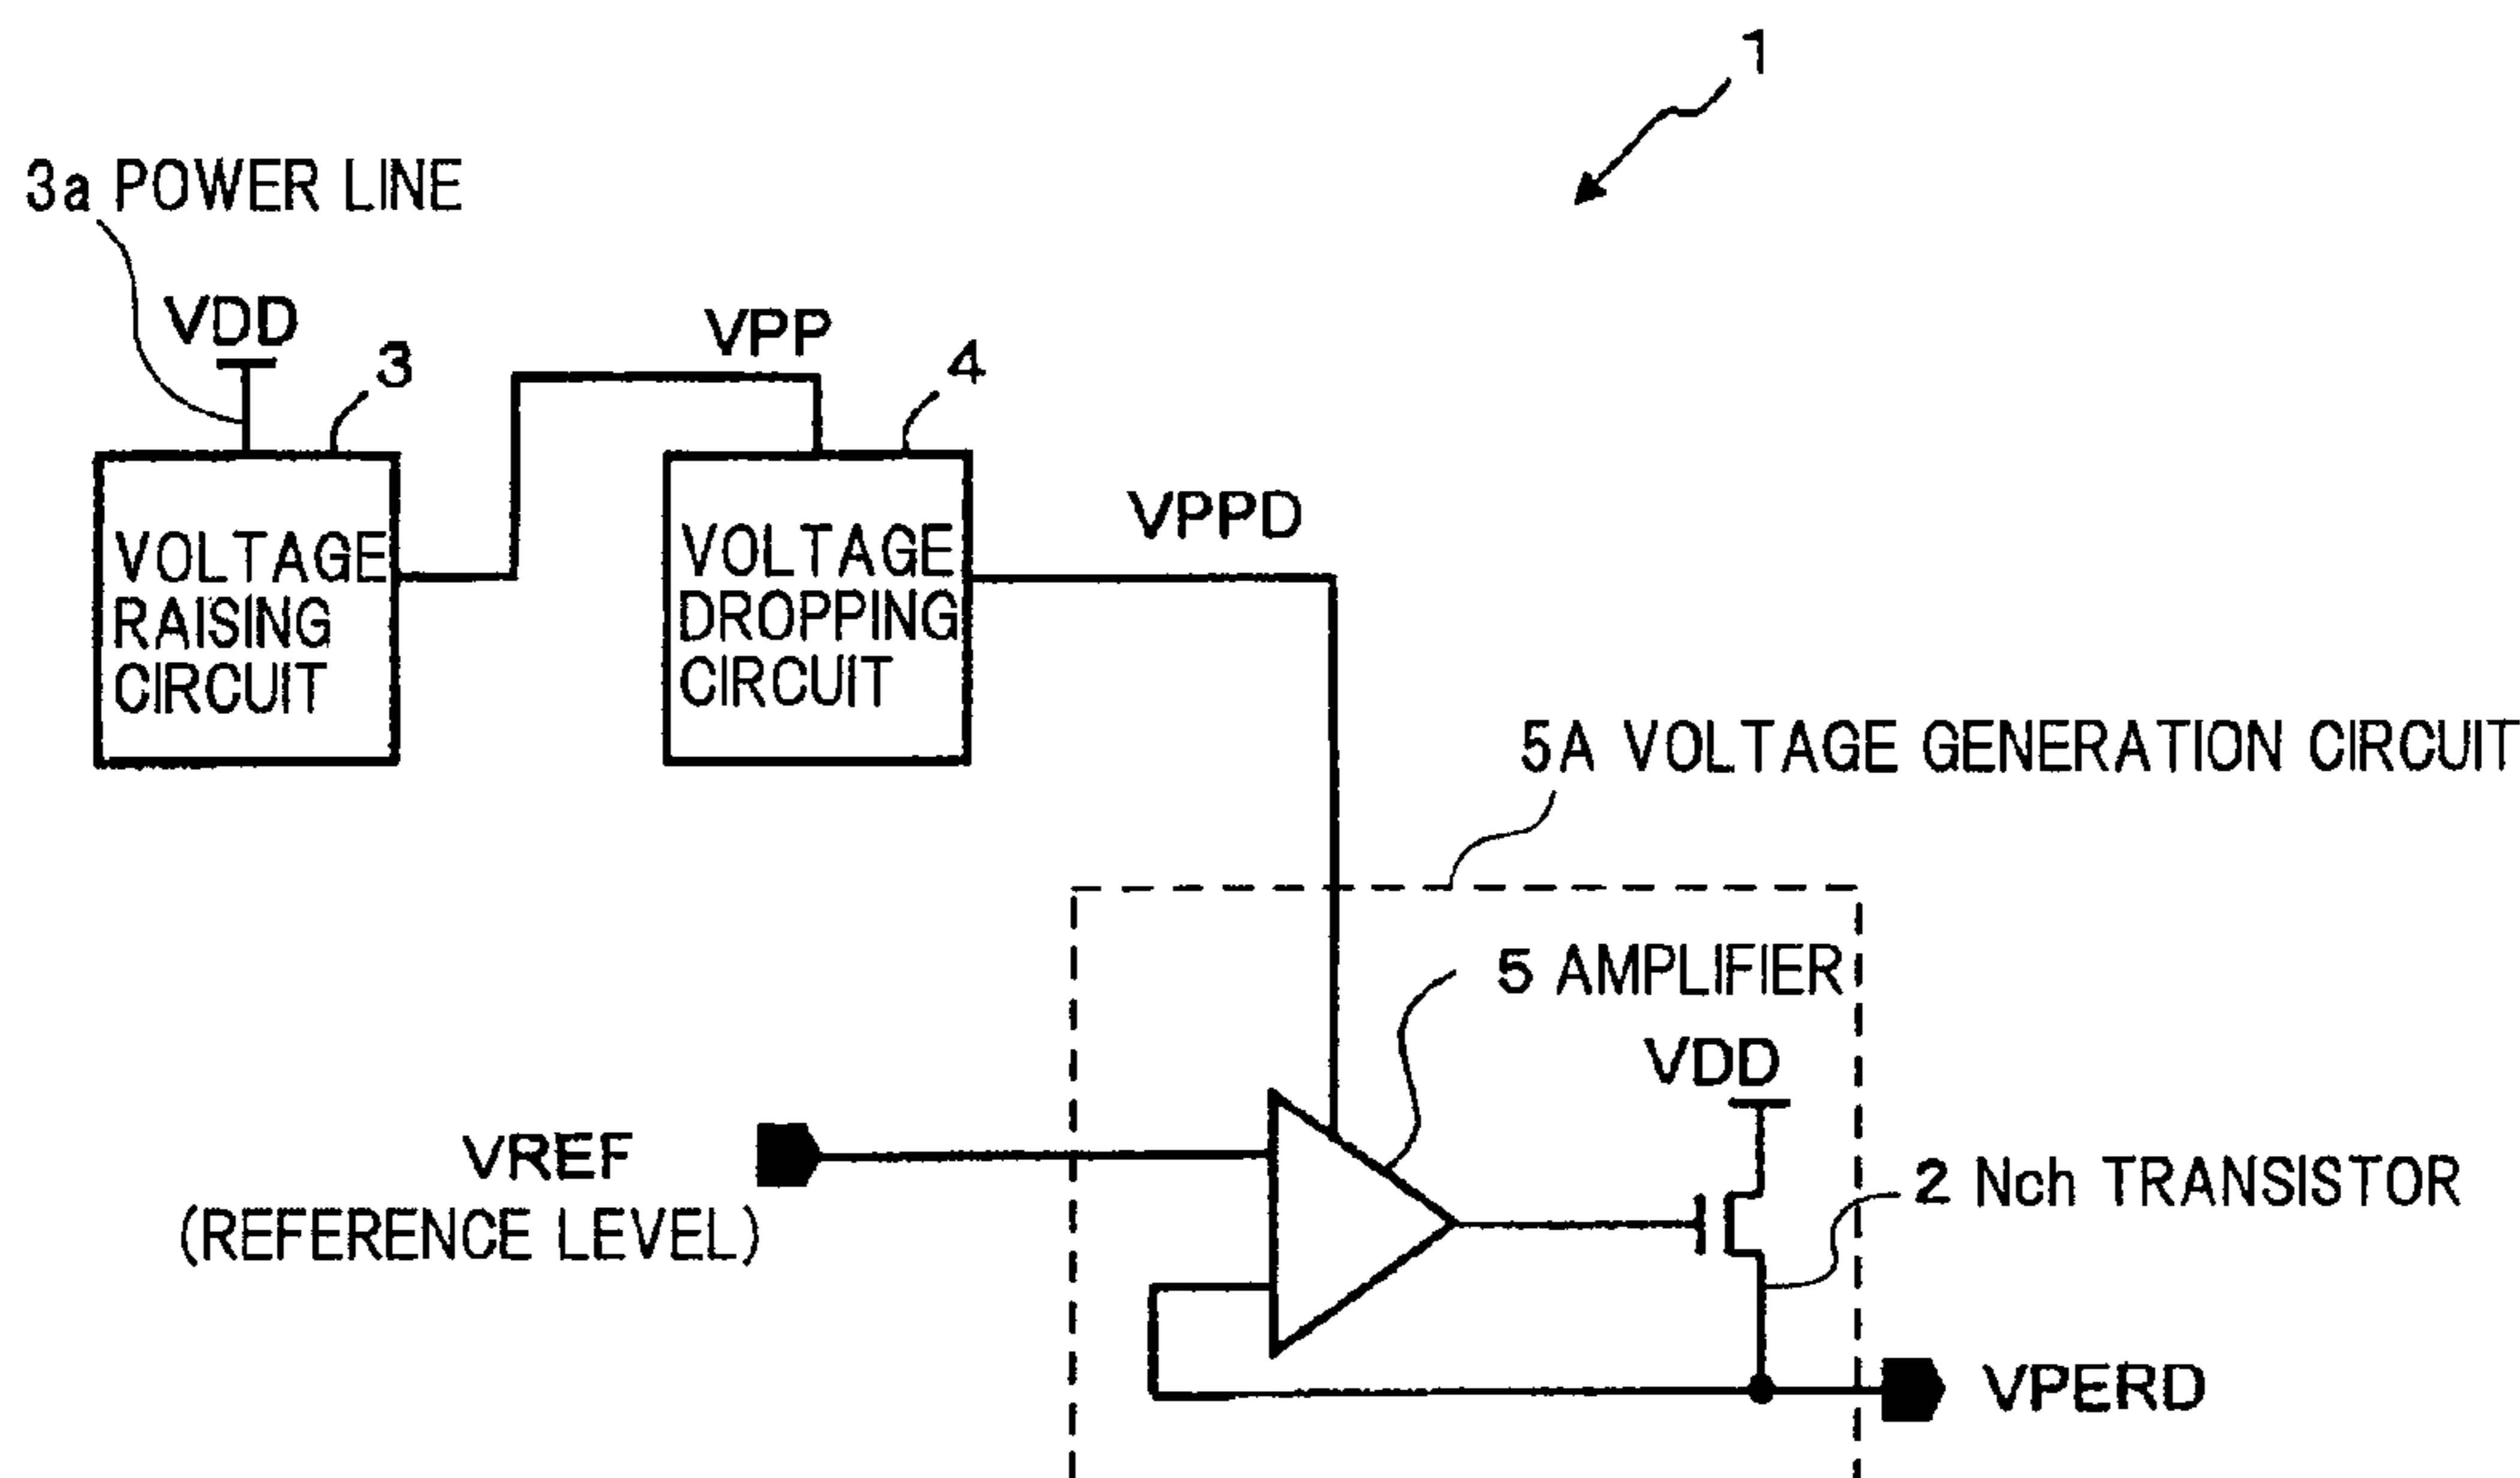 1
3a POWER LINE
VDD
3
VPP
4
VOLTAGE
RAISING
CIRCUIT
VOLTAGE
DROPPING
CIRCUIT
VPPD
5A VOLTAGE GENERATION CIRCUIT
5 AMPLIFIER
VDD
VREF
(REFERENCE LEVEL)
2 Nch TRANSISTOR
VPERD